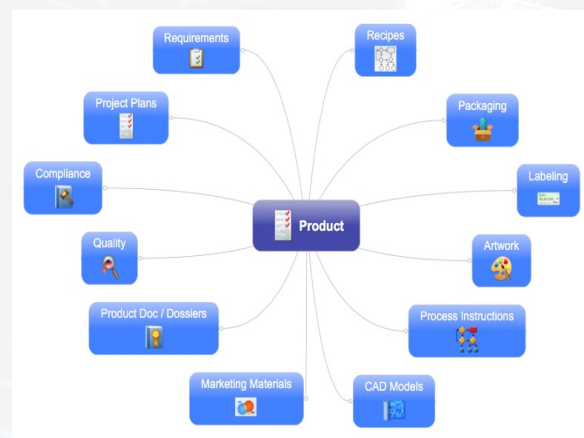 Requirements
Recipes
Project Plans
Packaging
Compliance
Labeling
Product
Quality
Artwork
Product Doc / Dossiers
Process Instructions
Marketing Materials
CAD Models